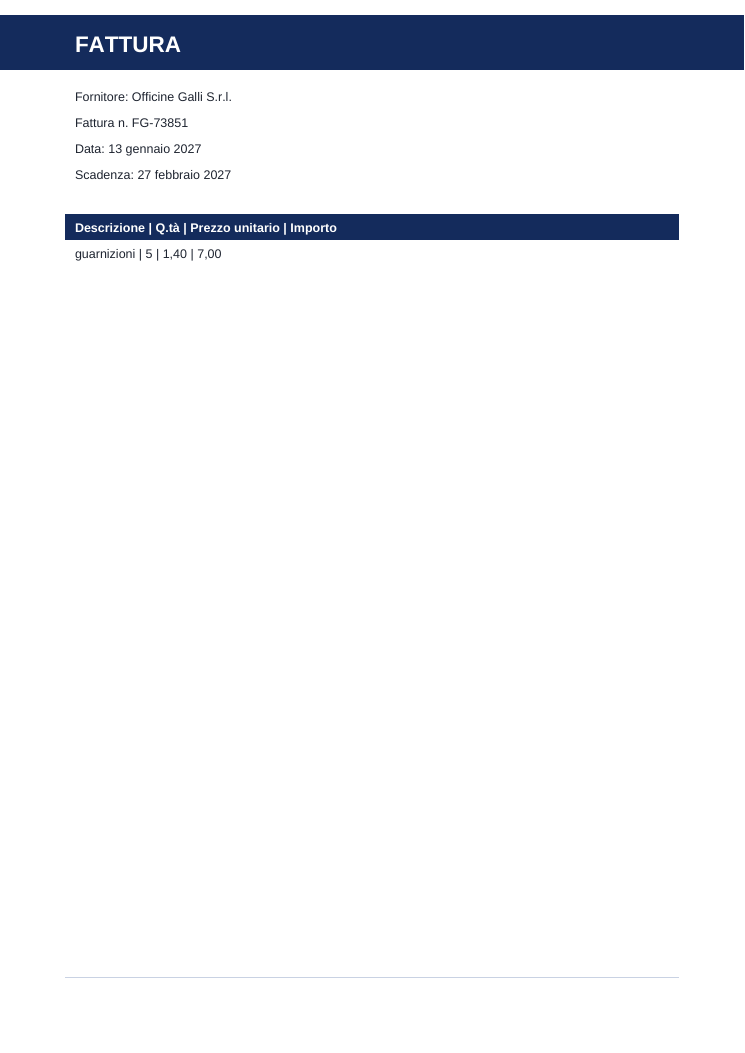 FATTURA
Fornitore: Officine Galli S.r.l.
Fattura n. FG-73851
Data: 13 gennaio 2027
Scadenza: 27 febbraio 2027
Descrizione | Q.tà | Prezzo unitario | Importo
guarnizioni | 5 | 1,40 | 7,00